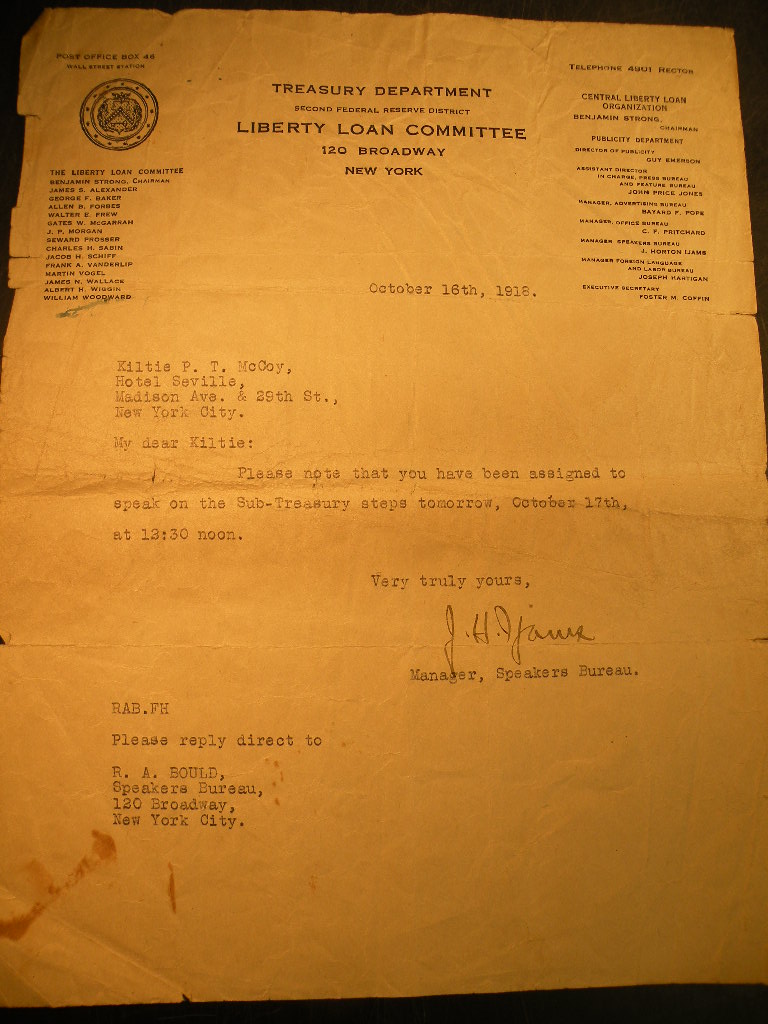 POST OFFICE BOX 46
WALL STREET STATION
TELEPHONE 4901 RECTOR
TREASURY DEPARTMENT
SECOND FEDERAL RESERVE DISTRICT
LIBERTY LOAN COMMITTEE
120 BROADWAY
NEW YORK
THE LIBERTY LOAN COMMITTEE
BENJAMIN STRONG, CHAIRMAN
JAMES S. ALEXANDER
GEORGE F. BAKER
ALLEN B. FORBES
WALTER E. FREW
GATES W. MCGARRAH
J. P. MORGAN
SEWARD PROSSER
CHARLES H. SABIN
JACOB H. SCHIFF
FRANK A. VANDERLIP
MARTIN VOGEL
JAMES N. WALLACE
ALBERT H. WIGGIN
WILLIAM WOODWARD
CENTRAL LIBERTY LOAN
ORGANIZATION
BENJAMIN STRONG,
CHAIRMAN
PUBLICITY DEPARTMENT
DIRECTOR OF PUBLICITY
GUY EMERSON
ASSISTANT DIRECTOR
IN CHARGE, PRESS BUREAU
AND FEATURE BUREAU
JOHN PRICE JONES
MANAGER, ADVERTISING BUREAU
BAYARD F. POPE
MANAGER, OFFICE BUREAU
C. F. PRITCHARD
MANAGER SPEAKERS BUREAU
J. HORTON IJAMS
MANAGER FOREIGN LANGUAGE
AND LABOR BUREAU
JOSEPH HARTIGAN
EXECUTIVE SECRETARY
FOSTER M. COFFIN
October 16th, 1918.
Kiltie P. T. McCoy,
Hotel Seville,
Madison Ave. & 29th St.,
New York City.
My dear Kiltie:
Please note that you have been assigned to
speak on the Sub-Treasury steps tomorrow, October 17th,
at 12:30 noon.
Very truly yours,
J. H. Ijams
Manager, Speakers Bureau.
RAB.FH
Please reply direct to
R. A. BOULD,
Speakers Bureau,
120 Broadway,
New York City.